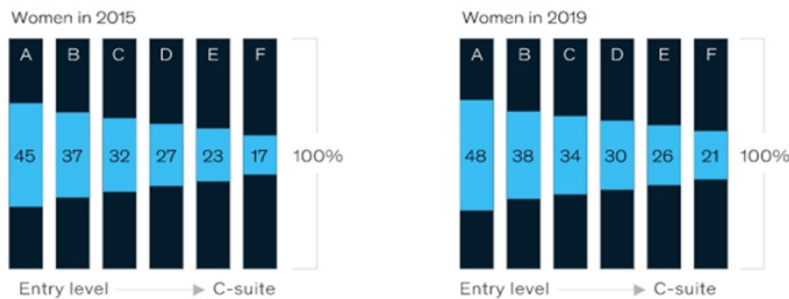 Women in 2015
A B C D E F
45 37 32 27 23 17
100%
Entry level C-suite
Women in 2019
A B C D E F
48 38 34 30 26 21
100%
Entry level C-suite